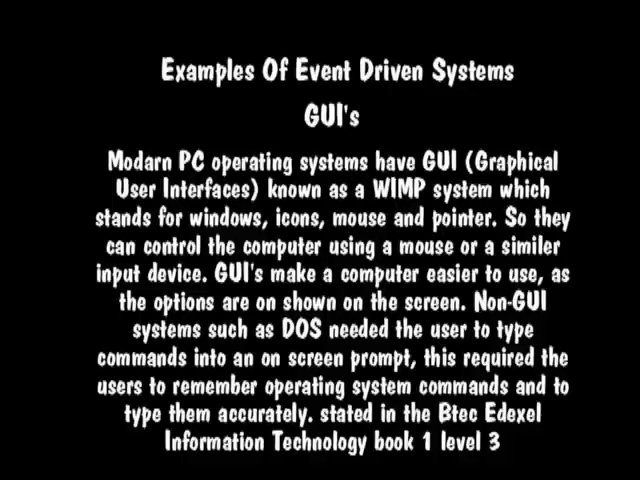 Examples Of Event Driven Systems
GUI's
Modarn PC operating systems have GUI (Graphical
User Interfaces) known as a WIMP system which
stands for windows, icons, mouse and pointer. So they
can control the computer using a mouse or a similer
input device. GUI's make a computer easier to use, as
the options are on shown on the screen. Non-GUI
systems such as DOS needed the user to type
commands into an on screen prompt, this required the
users to remember operating system commands and to
type them accurately. stated in the Btec Edexel
Information Technology book 1 level 3